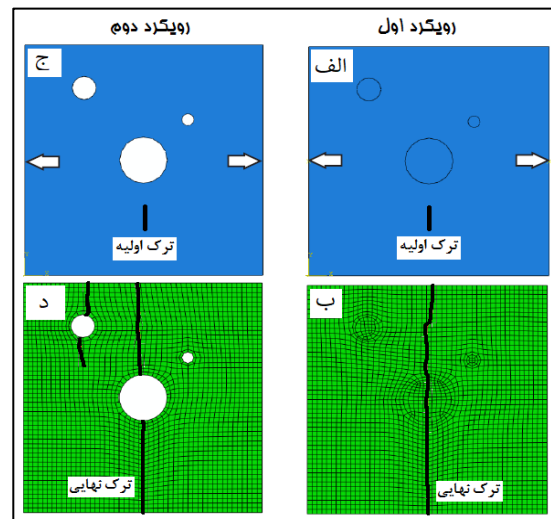 رویکرد اول
رویکرد دوم
الف
ج
ترک اولیه
ترک اولیه
ب
د
ترک نهایی
ترک نهایی